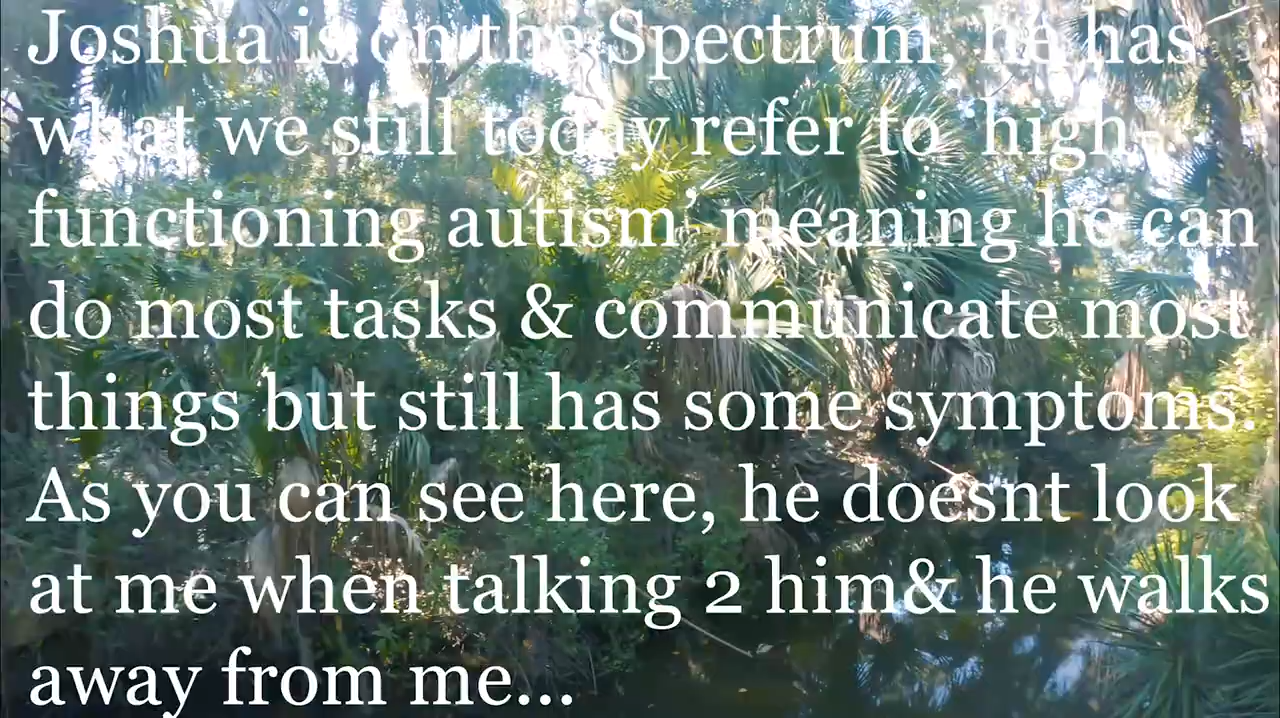 Joshua is on the Spectrum, he has
what we still today refer to  high-
functioning autism’ meaning he can
do most tasks & communicate most
things but still has some symptoms.
As you can see here, he doesnt look
at me when talking 2 him& he walks
away from me...